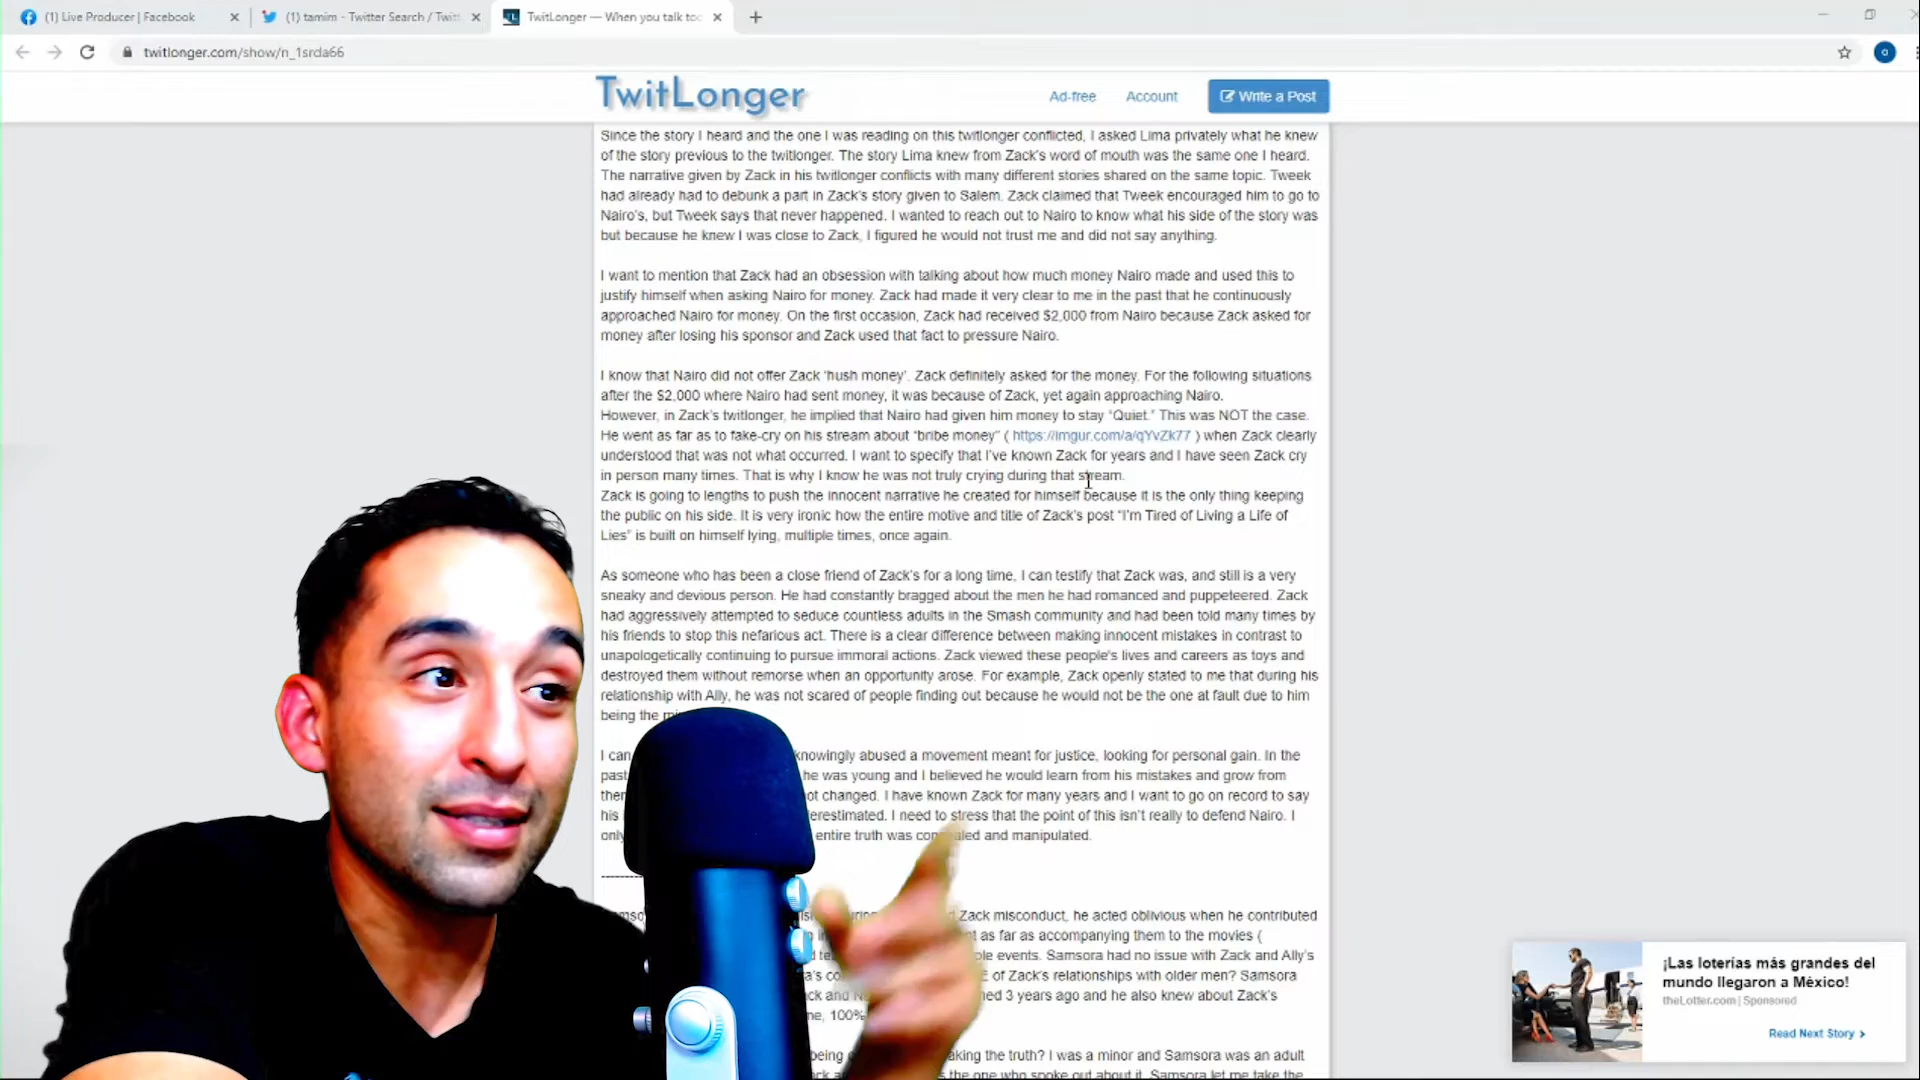 (1) Live Producer | Facebook
(1) tamim - Twitter Search / Twitt
TwitLonger — When you talk too
twitlonger.com/show/n_1srda66
TwitLonger
Ad-free
Account
Write a Post
Since the story I heard and the one I was reading on this twitlonger conflicted, I asked Lima privately what he knew
of the story previous to the twitlonger. The story Lima knew from Zack's word of mouth was the same one I heard.
The narrative given by Zack in his twitlonger conflicts with many different stories shared on the same topic. Tweek
had already had to debunk a part in Zack's story given to Salem. Zack claimed that Tweek encouraged him to go to
Nairo's, but Tweek says that never happened. I wanted to reach out to Nairo to know what his side of the story was
but because he knew I was close to Zack, I figured he would not trust me and did not say anything.
I want to mention that Zack had an obsession with talking about how much money Nairo made and used this to
justify himself when asking Nairo for money. Zack had made it very clear to me in the past that he continuously
approached Nairo for money. On the first occasion, Zack had received $2,000 from Nairo because Zack asked for
money after losing his sponsor and Zack used that fact to pressure Nairo.
I know that Nairo did not offer Zack 'hush money'. Zack definitely asked for the money. For the following situations
after the $2,000 where Nairo had sent money, it was because of Zack, yet again approaching Nairo.
However, in Zack's twitlonger, he implied that Nairo had given him money to stay "Quiet." This was NOT the case.
He went as far as to fake-cry on his stream about "bribe money" ( https://imgur.com/a/qYvZk77 ) when Zack clearly
understood that was not what occurred. I want to specify that I've known Zack for years and I have seen Zack cry
in person many times. That is why I know he was not truly crying during that stream.
Zack is going to lengths to push the innocent narrative he created for himself because it is the only thing keeping
the public on his side. It is very ironic how the entire motive and title of Zack's post "I'm Tired of Living a Life of
Lies" is built on himself lying, multiple times, once again.
As someone who has been a close friend of Zack's for a long time, I can testify that Zack was, and still is a very
sneaky and devious person. He had constantly bragged about the men he had romanced and puppeteered. Zack
had aggressively attempted to seduce countless adults in the Smash community and had been told many times by
his friends to stop this nefarious act. There is a clear difference between making innocent mistakes in contrast to
unapologetically continuing to pursue immoral actions. Zack viewed these people's lives and careers as toys and
destroyed them without remorse when an opportunity arose. For example, Zack openly stated to me that during his
relationship with Ally, he was not scared of people finding out because he would not be the one at fault due to him
being the
I can knowingly abused a movement meant for justice, looking for personal gain. In the
past he was young and I believed he would learn from his mistakes and grow from
changed. I have known Zack for many years and I want to go on record to say
his I need to stress that the point of this isn't really to defend Nairo. I
entire truth was concealed and manipulated.
Zack misconduct, he acted oblivious when he contributed
as far as accompanying them to the movies (
events. Samsora had no issue with Zack and Ally's
of Zack's relationships with older men? Samsora
3 years ago and he also knew about Zack's
100%
being the truth? I was a minor and Samsora was an adult
the one who spoke out about it. Samsora let me take the
¡Las loterías más grandes del
mundo llegaron a México!
theLotter.com | Sponsored
Read Next Story >